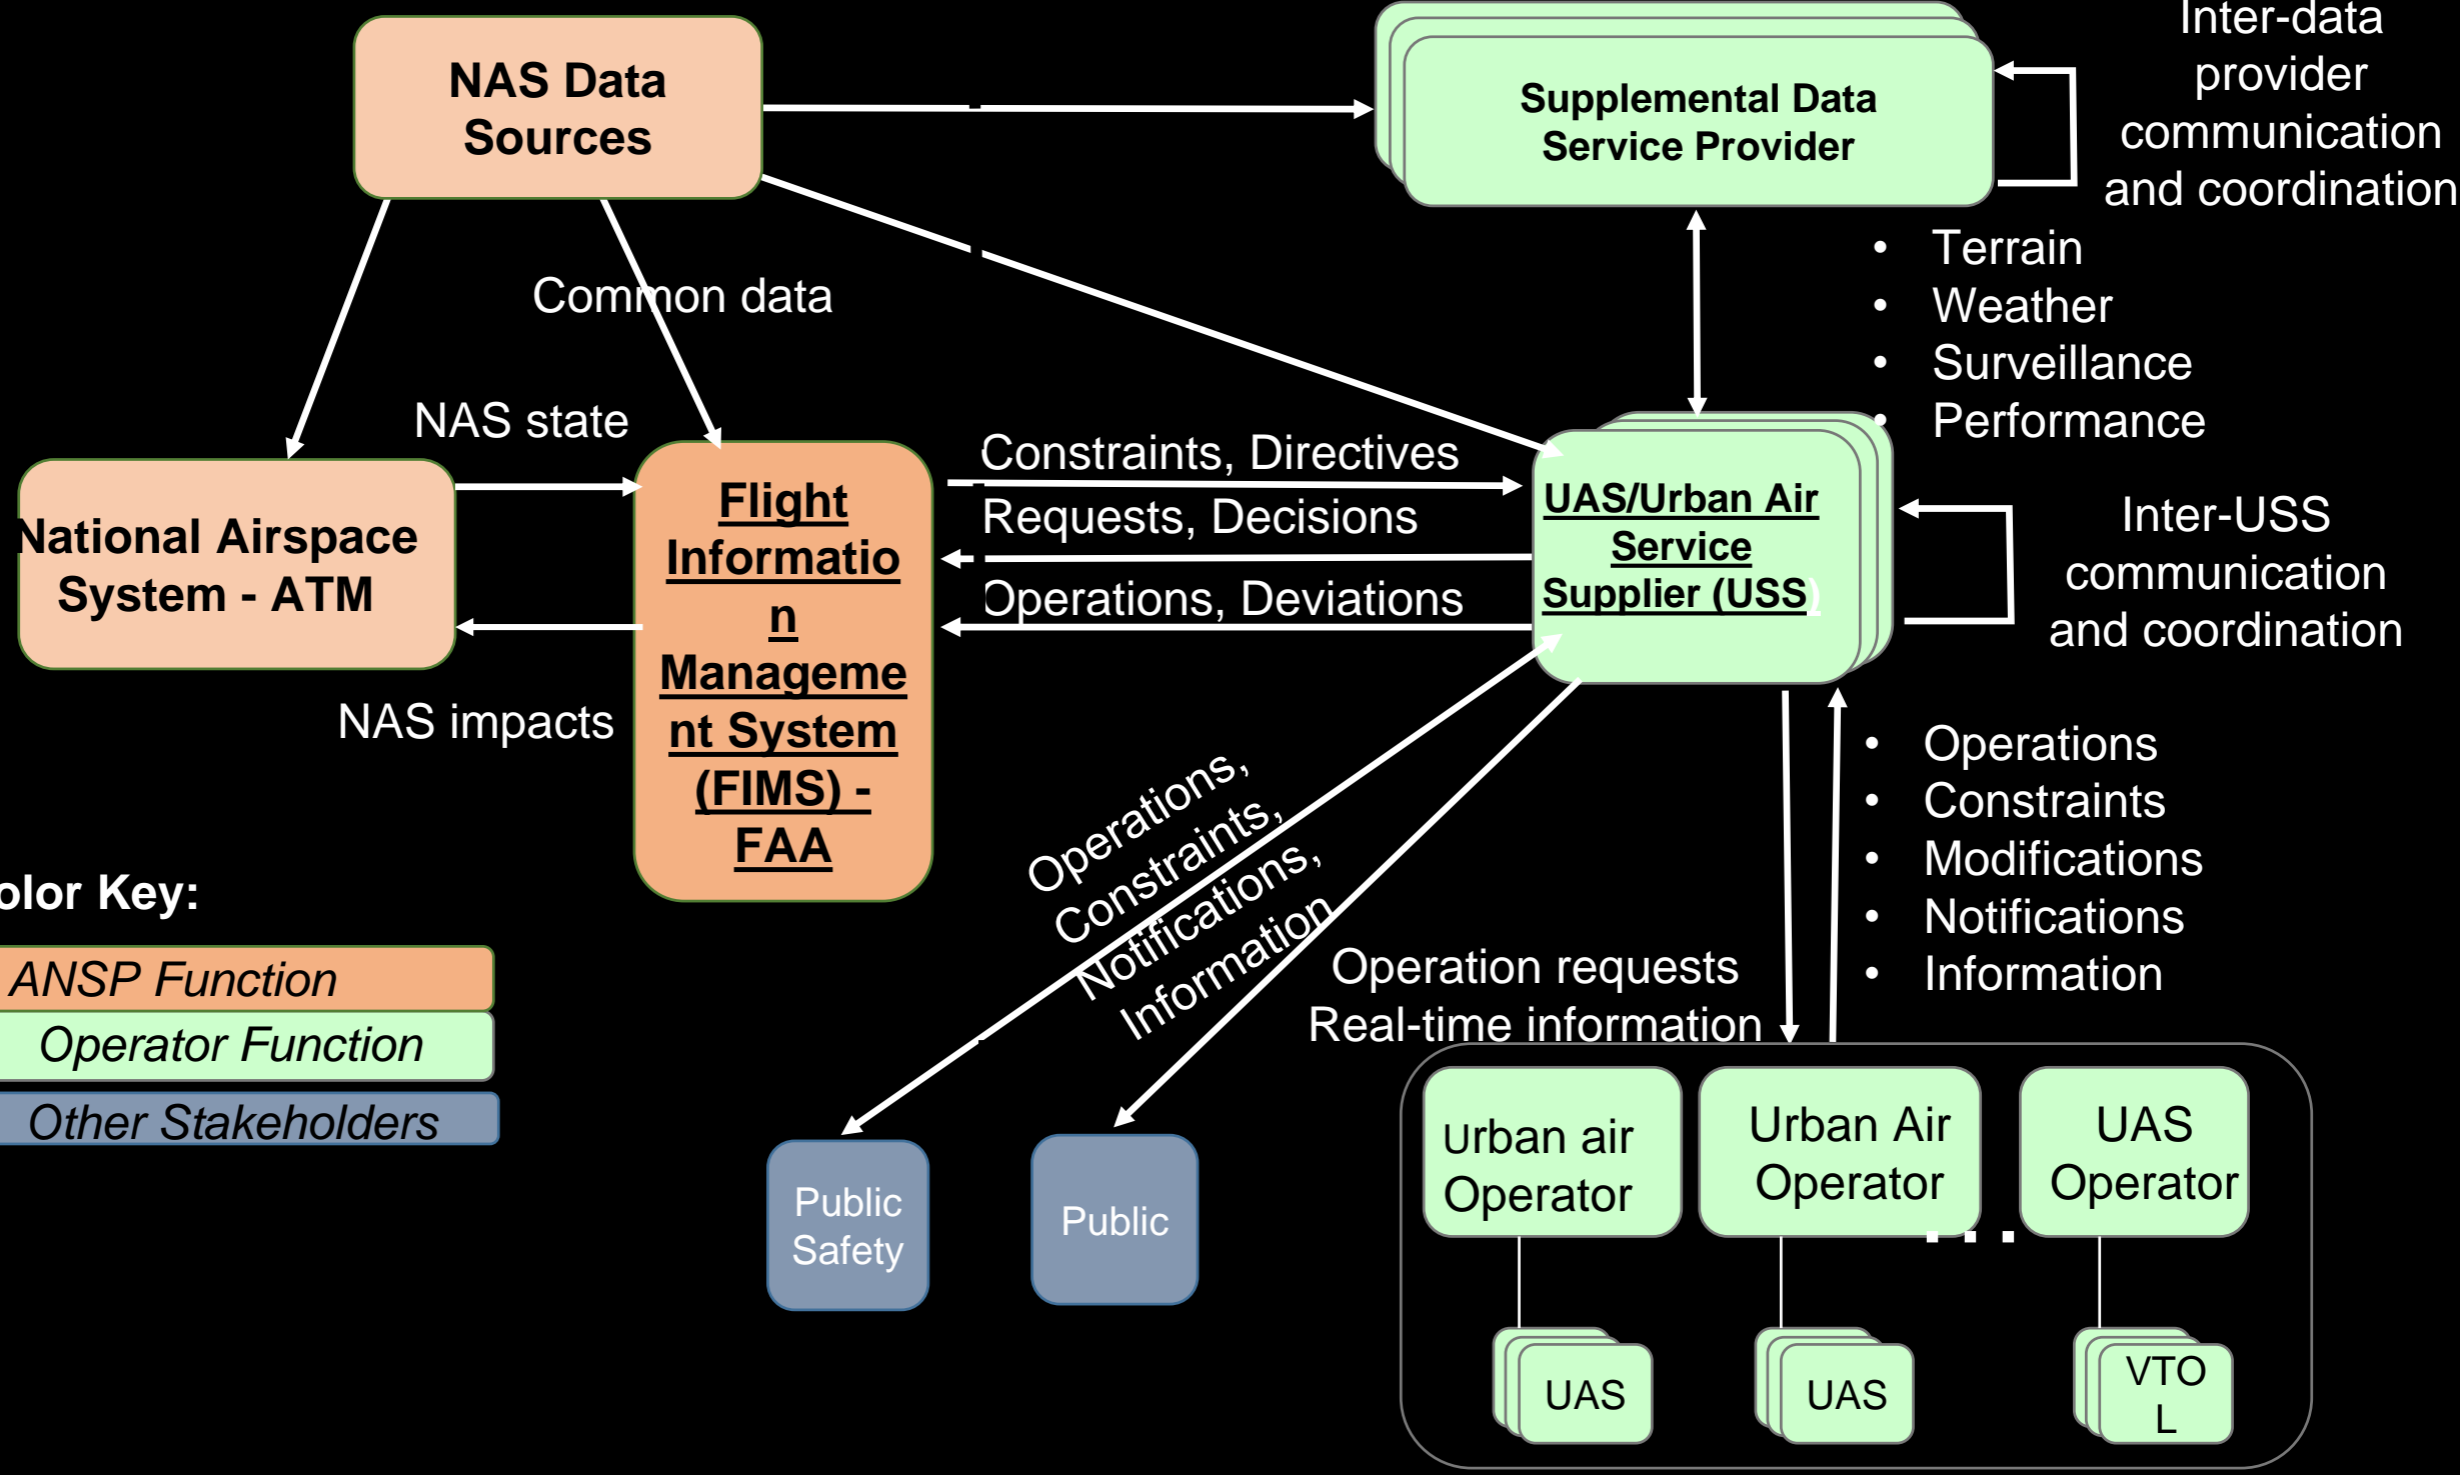 NAS Data
Sources
Supplemental Data
Service Provider
Inter-data
provider
communication
and coordination
• Terrain
• Weather
• Surveillance
• Performance
Common data
NAS state
National Airspace
System - ATM
NAS impacts
Flight
Informatio
n
Manageme
nt System
(FIMS) -
FAA
Constraints, Directives
Requests, Decisions
Operations, Deviations
UAS/Urban Air
Service
Supplier (USS)
Inter-USS
communication
and coordination
• Operations
• Constraints
• Modifications
• Notifications
• Information
Operations,
Constraints,
Notifications,
Information
Operation requests
Real-time information
olor Key:
ANSP Function
Operator Function
Other Stakeholders
Public
Safety
Public
Urban air
Operator
Urban Air
Operator
. . .
UAS
Operator
UAS
UAS
VTO
L